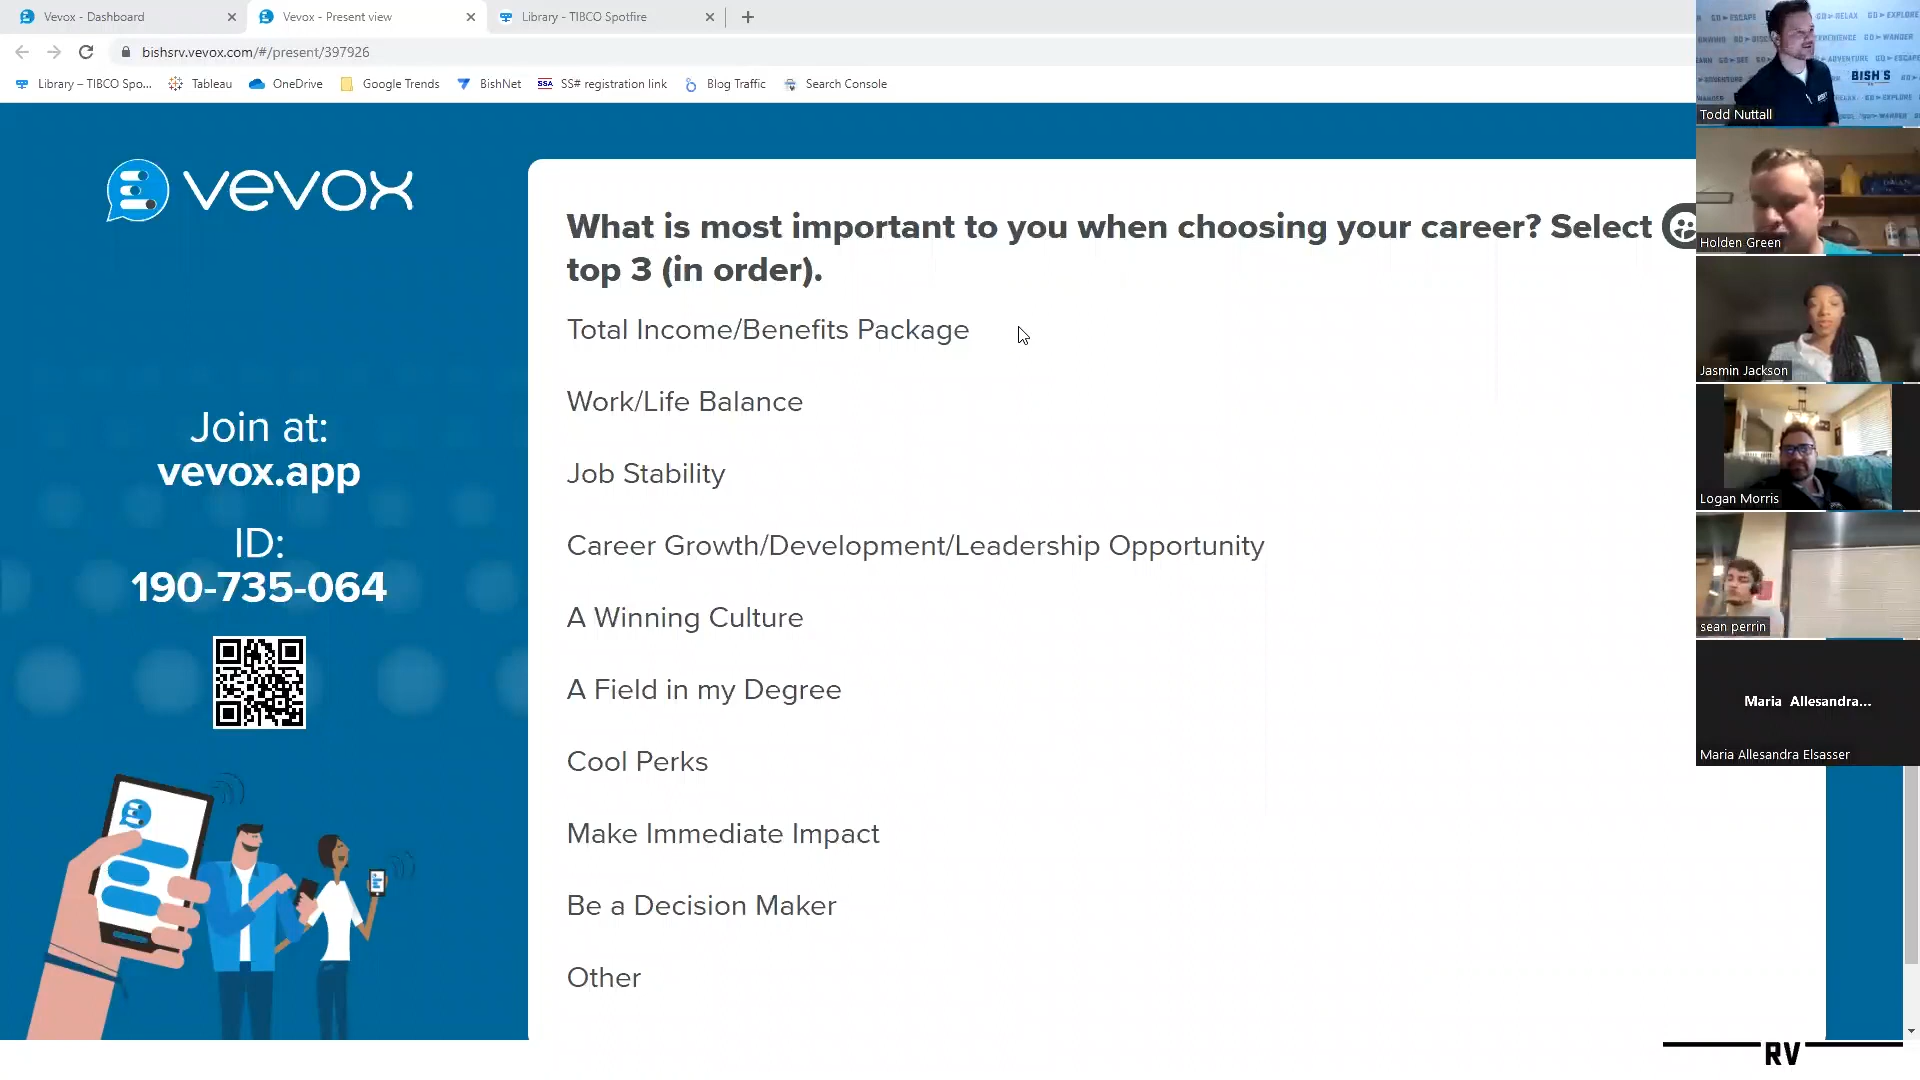 Vevox - Dashboard
Vevox - Present view
Library - TIBCO Spotfire
bishsrv.vevox.com/#/present/397926
Library – TIBCO Spo...
Tableau
OneDrive
Google Trends
BishNet
SSA
SS# registration link
Blog Traffic
Search Console
vevox
Join at:
vevox.app
ID:
190-735-064
What is most important to you when choosing your career? Select
top 3 (in order).
Total Income/Benefits Package
Work/Life Balance
Job Stability
Career Growth/Development/Leadership Opportunity
A Winning Culture
A Field in my Degree
Cool Perks
Make Immediate Impact
Be a Decision Maker
Other
BISH'S
Todd Nuttall
Holden Green
Jasmin Jackson
Logan Morris
sean perrin
Maria Allesandra...
Maria Allesandra Elsasser
RV